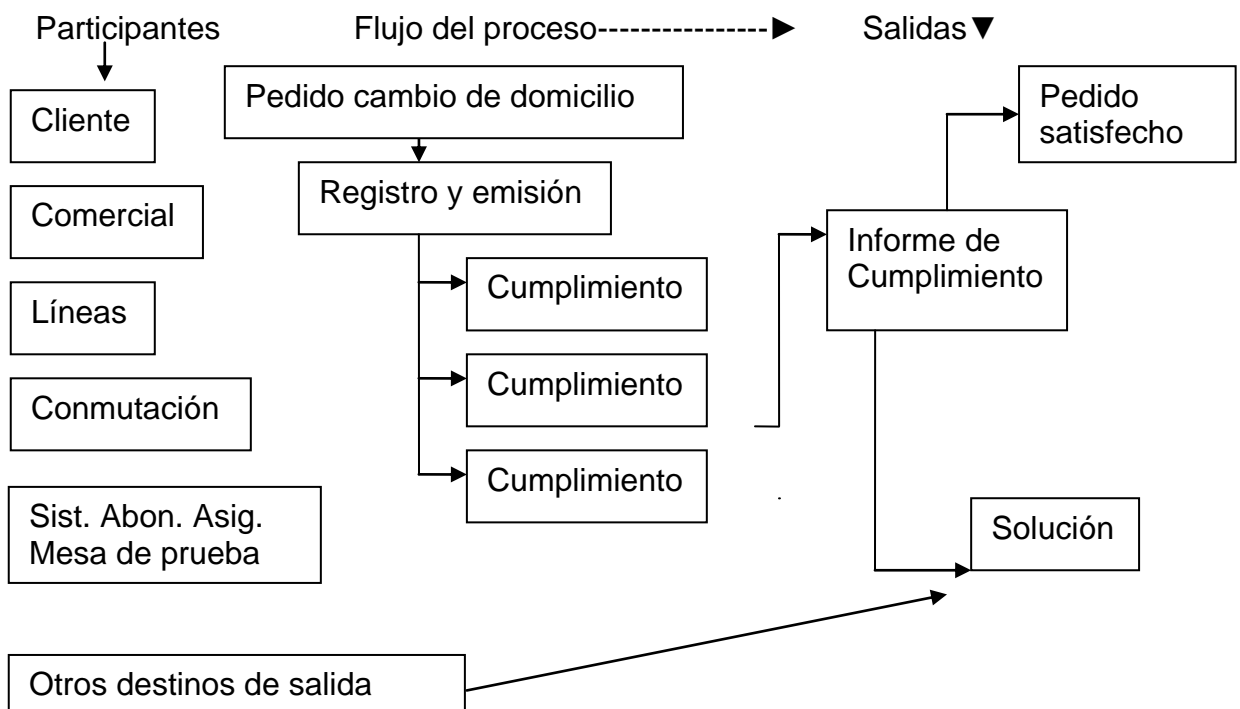 Participantes
Flujo del proceso----------------►
Salidas▼
Cliente
Pedido cambio de domicilio
Pedido
satisfecho
Comercial
Registro y emisión
Informe de
Cumplimiento
Líneas
Cumplimiento
Conmutación
Cumplimiento
Sist. Abon. Asig.
Mesa de prueba
Cumplimiento
Solución
Otros destinos de salida